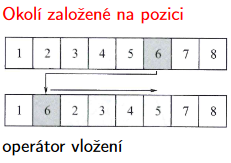 Okolí založené na pozici
1 2 3 4 5 6 7 8
1 6 2 3 4 5 7 8
operátor vložení